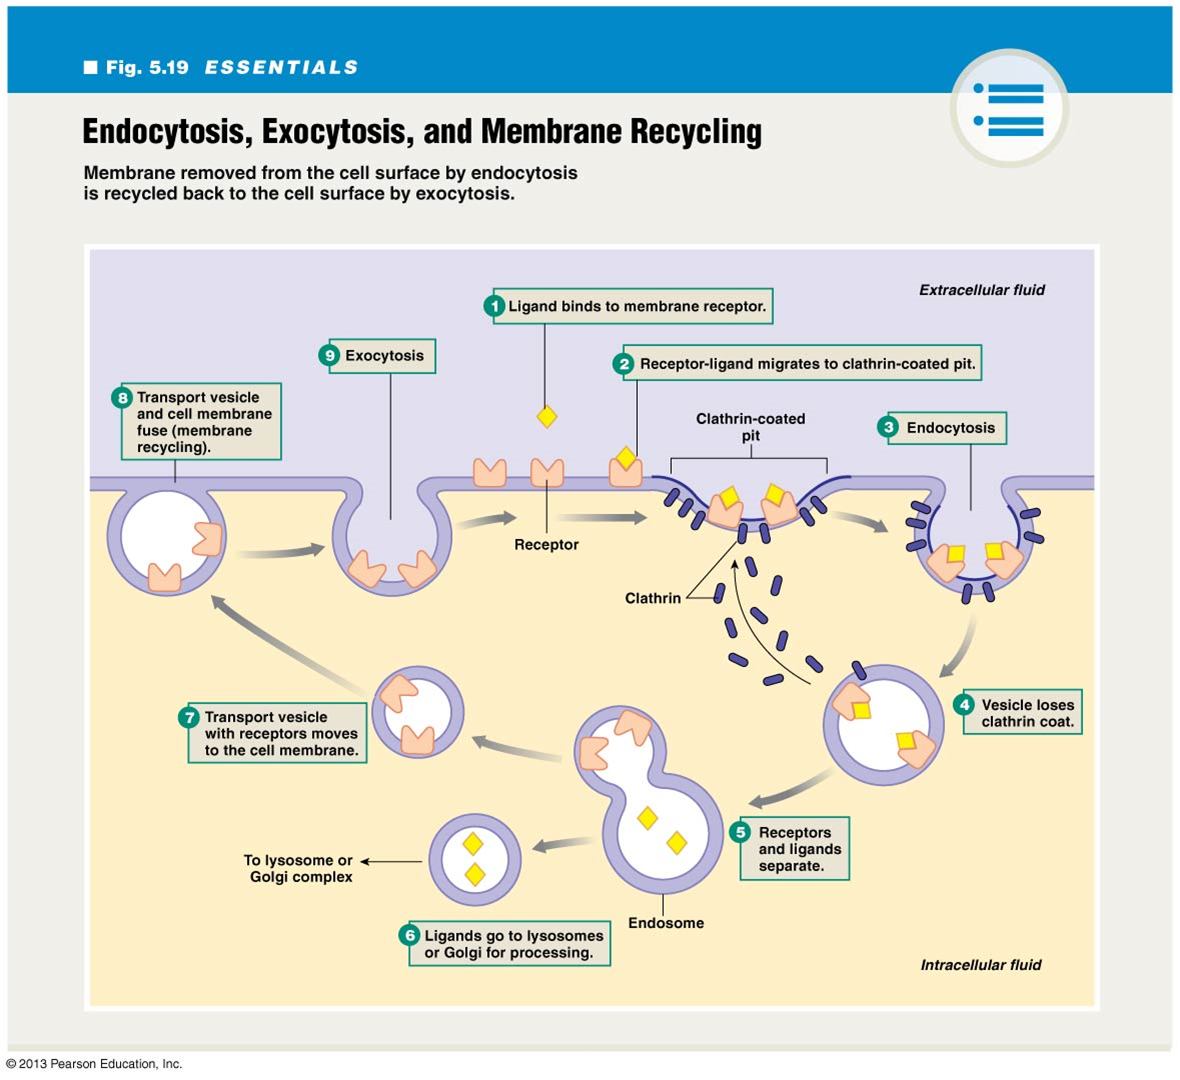 ■ Fig. 5.19 ESSENTIALS
Endocytosis, Exocytosis, and Membrane Recycling
Membrane removed from the cell surface by endocytosis
is recycled back to the cell surface by exocytosis.
Extracellular fluid
1 Ligand binds to membrane receptor.
9 Exocytosis
2 Receptor-ligand migrates to clathrin-coated pit.
8 Transport vesicle
and cell membrane
fuse (membrane
recycling).
Clathrin-coated
pit
3 Endocytosis
Receptor
Clathrin
4 Vesicle loses
clathrin coat.
7 Transport vesicle
with receptors moves
to the cell membrane.
5 Receptors
and ligands
separate.
To lysosome or
Golgi complex
Endosome
6 Ligands go to lysosomes
or Golgi for processing.
Intracellular fluid
© 2013 Pearson Education, Inc.